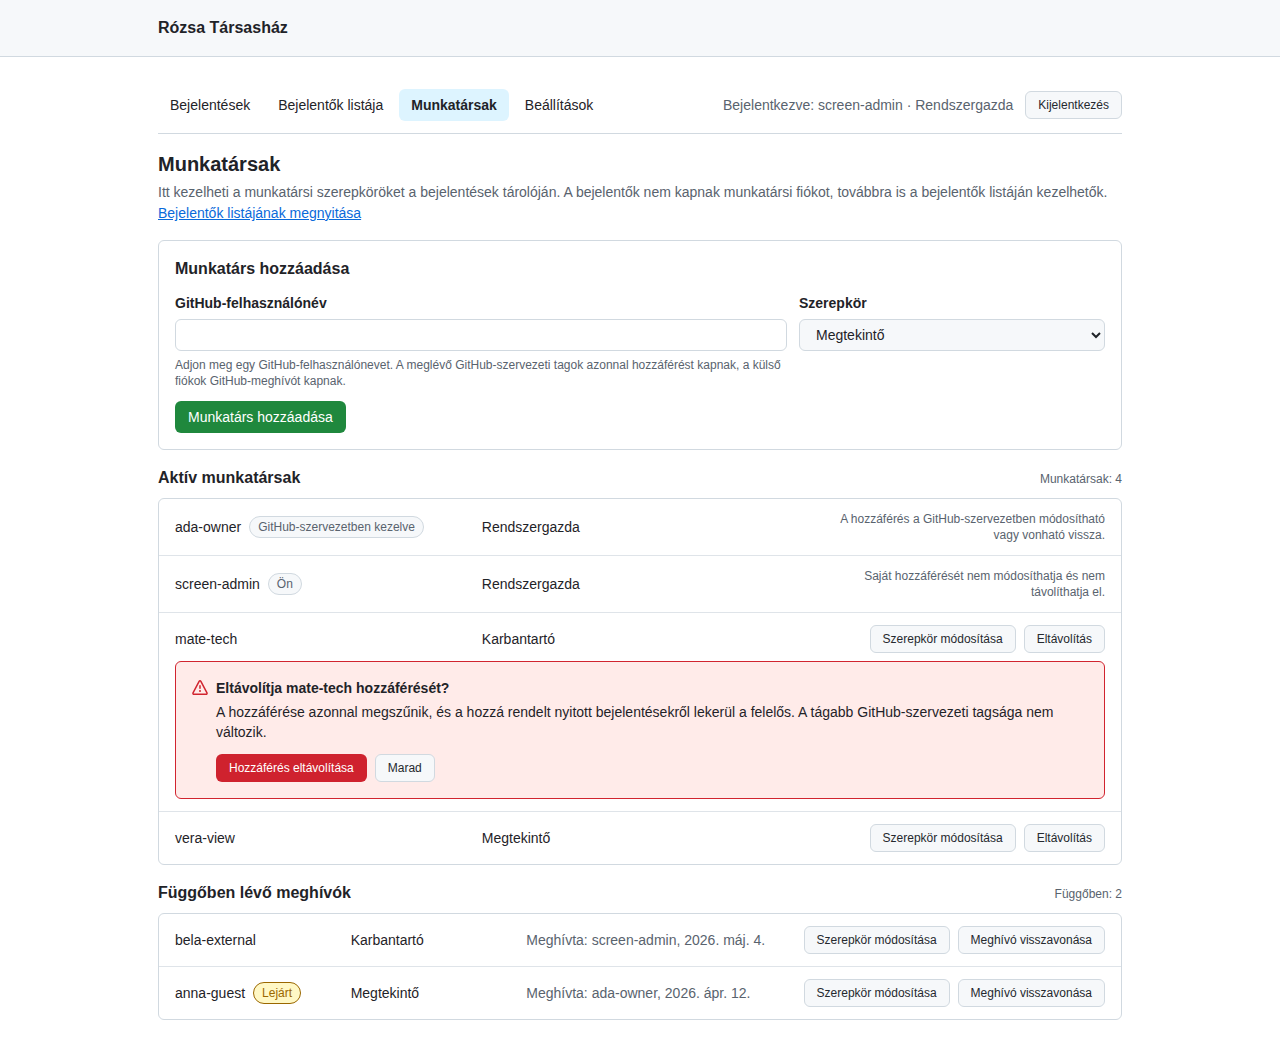 Rózsa Társasház
Bejelentések
Bejelentők listája
Munkatársak
Beállítások
Bejelentkezve: screen-admin · Rendszergazda
Kijelentkezés
Munkatársak
Itt kezelheti a munkatársi szerepköröket a bejelentések tárolóján. A bejelentők nem kapnak munkatársi fiókot, továbbra is a bejelentők listáján kezelhetők.
Bejelentők listájának megnyitása
Munkatárs hozzáadása
GitHub-felhasználónév
Szerepkör
Megtekintő
Adjon meg egy GitHub-felhasználónevet. A meglévő GitHub-szervezeti tagok azonnal hozzáférést kapnak, a külső
fiókok GitHub-meghívót kapnak.
Munkatárs hozzáadása
Aktív munkatársak
Munkatársak: 4
ada-owner
GitHub-szervezetben kezelve
Rendszergazda
A hozzáférés a GitHub-szervezetben módosítható
vagy vonható vissza.
screen-admin
Ön
Rendszergazda
Saját hozzáférését nem módosíthatja és nem
távolíthatja el.
mate-tech
Karbantartó
Szerepkör módosítása
Eltávolítás
Eltávolítja mate-tech hozzáférését?
A hozzáférése azonnal megszűnik, és a hozzá rendelt nyitott bejelentésekről lekerül a felelős. A tágabb GitHub-szervezeti tagsága nem
változik.
Hozzáférés eltávolítása
Marad
vera-view
Megtekintő
Szerepkör módosítása
Eltávolítás
Függőben lévő meghívók
Függőben: 2
bela-external
Karbantartó
Meghívta: screen-admin, 2026. máj. 4.
Szerepkör módosítása
Meghívó visszavonása
anna-guest
Lejárt
Megtekintő
Meghívta: ada-owner, 2026. ápr. 12.
Szerepkör módosítása
Meghívó visszavonása